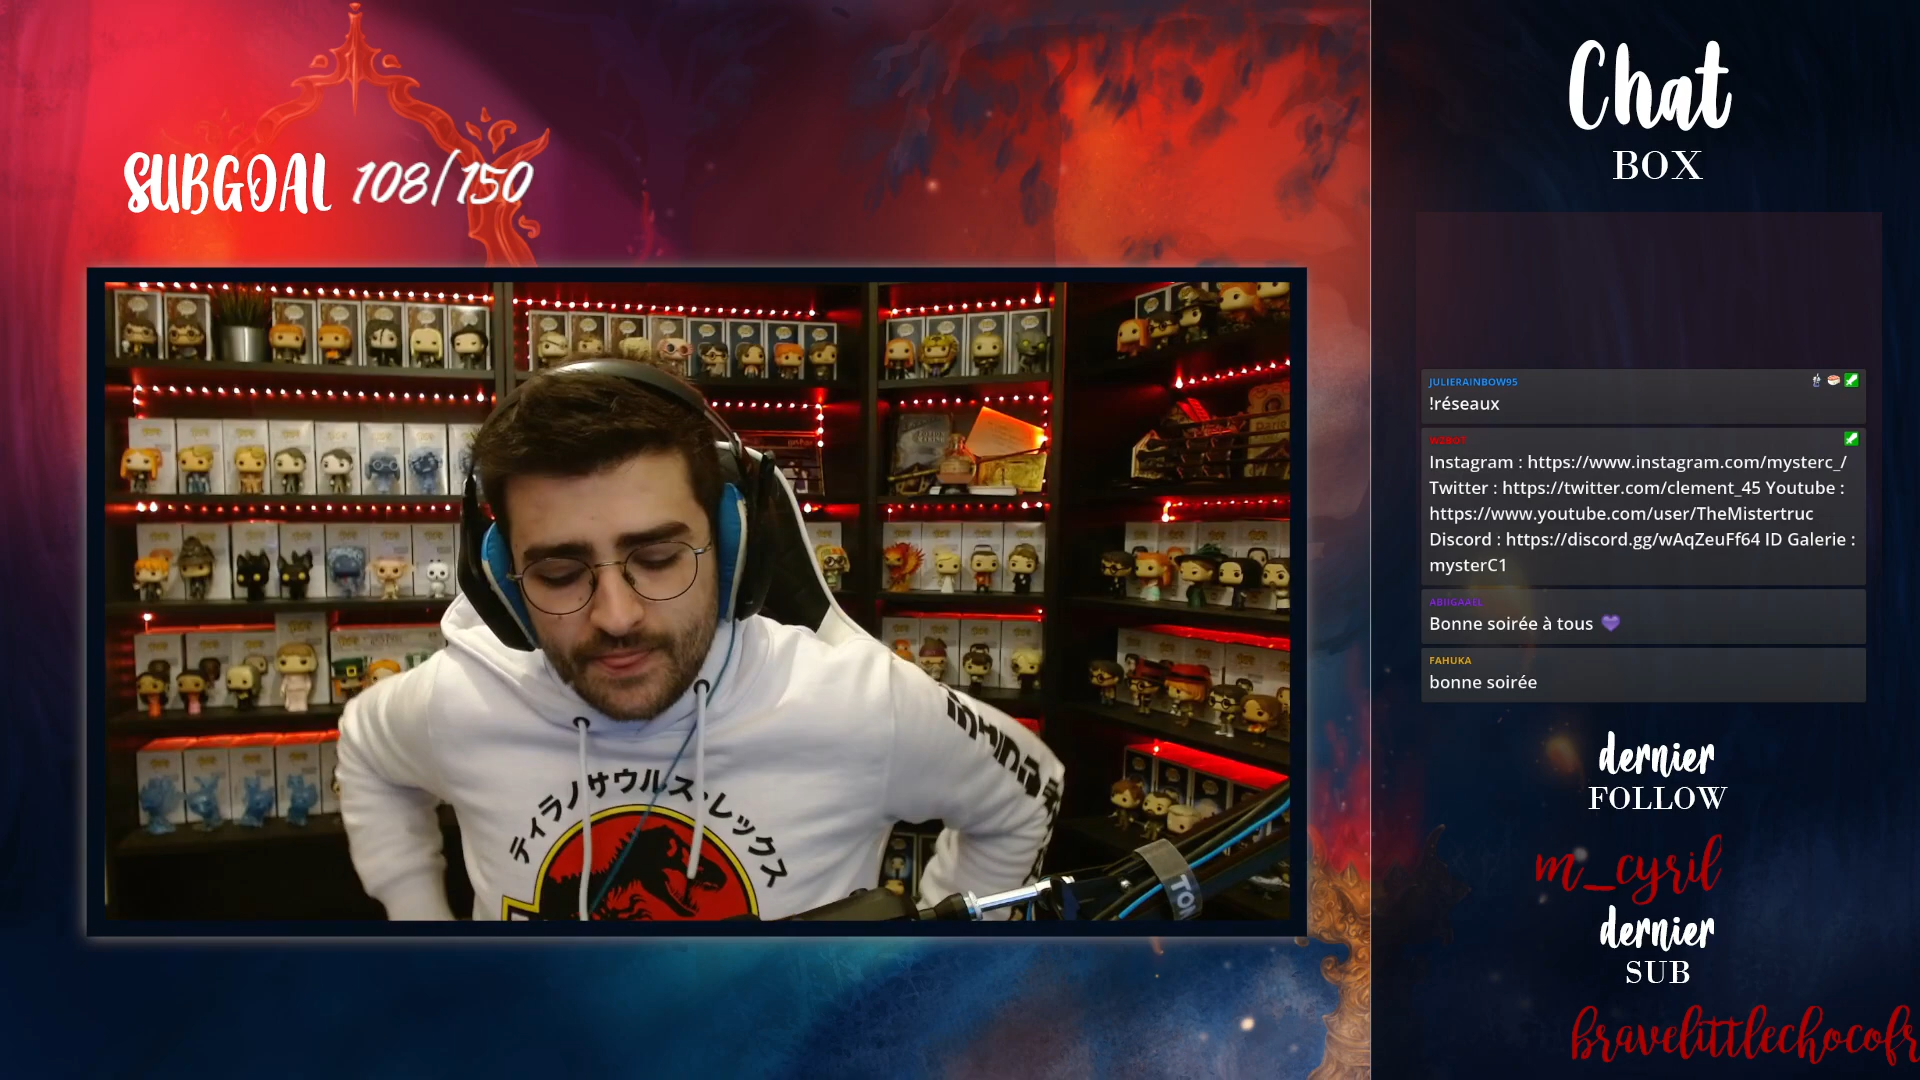 SUBGOAL 108/150
Chat
BOX
JULIERAINBOW95
!réseaux
WZBOT
Instagram : https://www.instagram.com/mysterc_/
Twitter : https://twitter.com/clement_45 Youtube :
https://www.youtube.com/user/TheMistertruc
Discord : https://discord.gg/wAqZeuFf64 ID Galerie :
mysterC1
ABIIGAAEL
Bonne soirée à tous 💜
FAHUKA
bonne soirée
dernier
FOLLOW
m_cyril
dernier
SUB
bravelittlechocofr
ティラノサウルス・レックス
TON